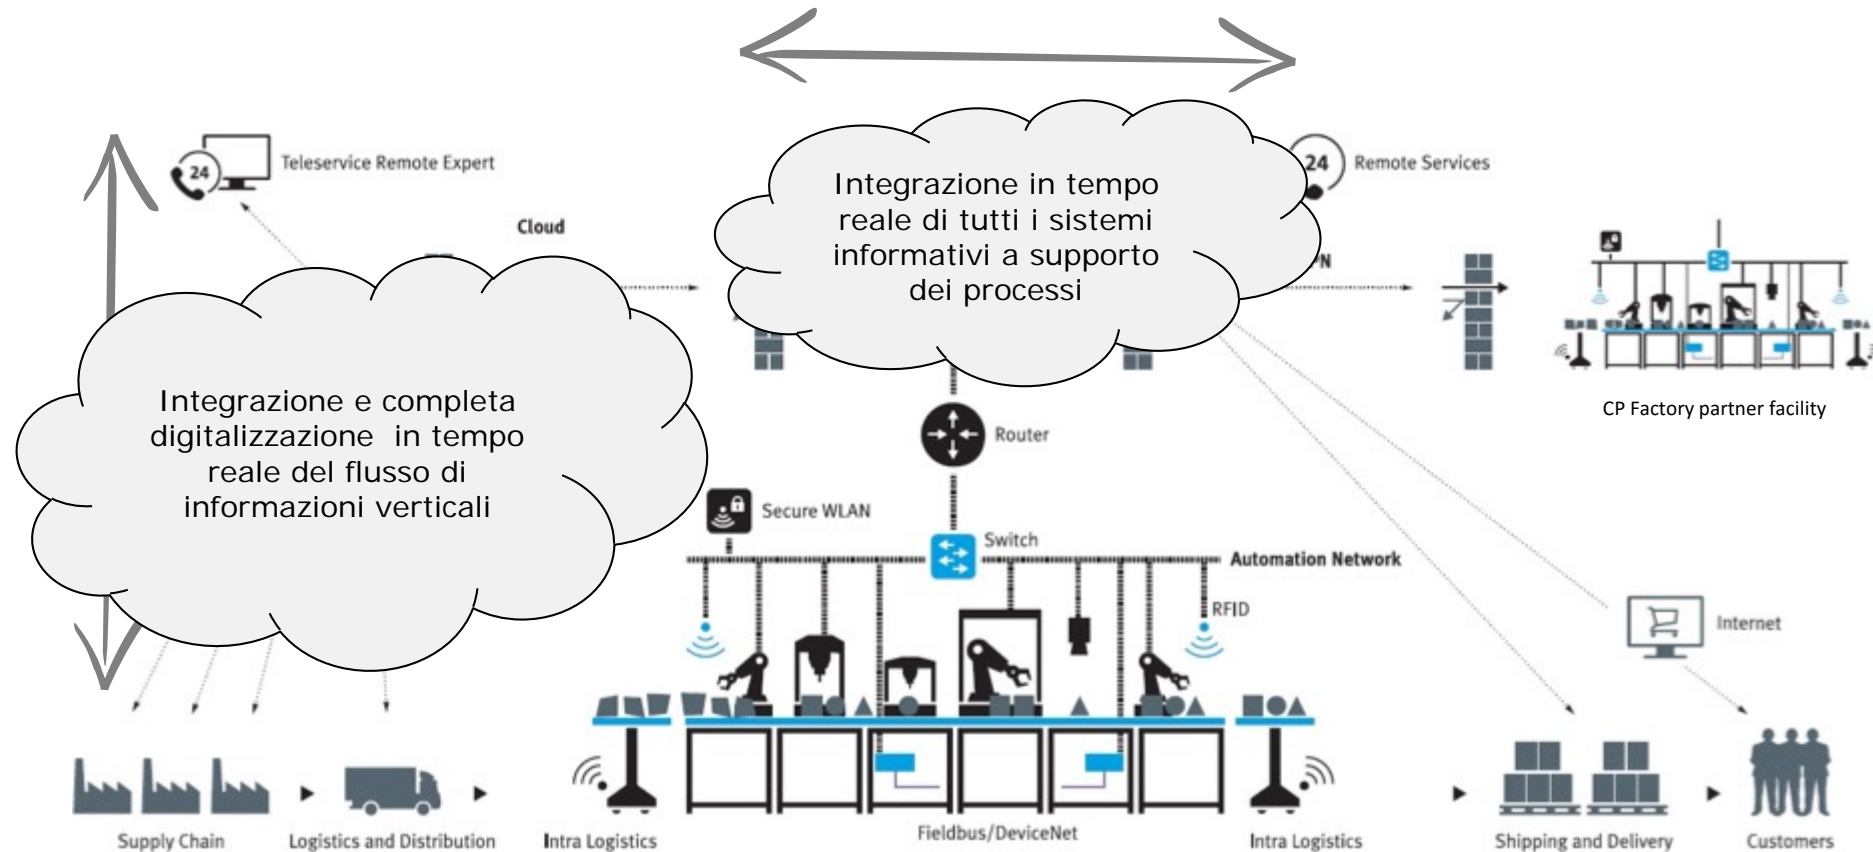 Teleservice Remote Expert
24
Cloud
Integrazione in tempo
reale di tutti i sistemi
informativi a supporto
dei processi
24
Remote Services
Integrazione e completa
digitalizzazione  in tempo
reale del flusso di
informazioni verticali
CP Factory partner facility
Router
Secure WLAN
Switch
Automation Network
RFID
Internet
Supply Chain
Logistics and Distribution
Intra Logistics
Fieldbus/DeviceNet
Intra Logistics
Shipping and Delivery
Customers